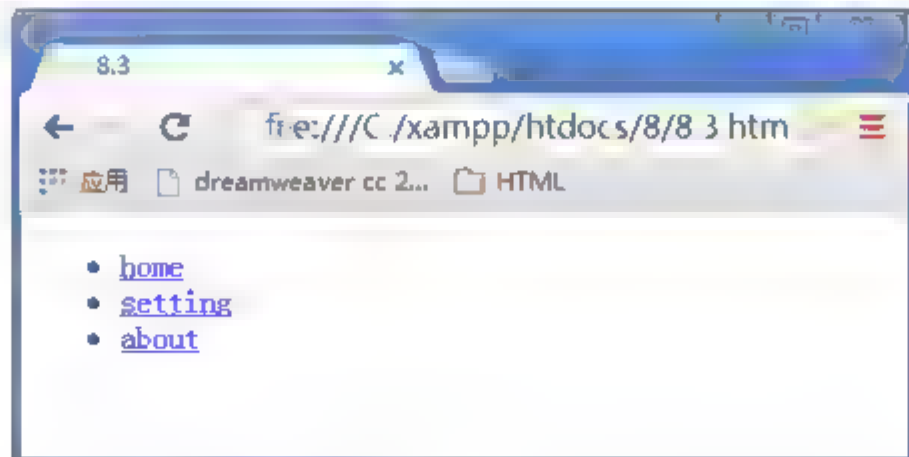 8.3
file:///C:/xampp/htdocs/8/8.3.htm
应用 dreamweaver cc 2... HTML
home
setting
about